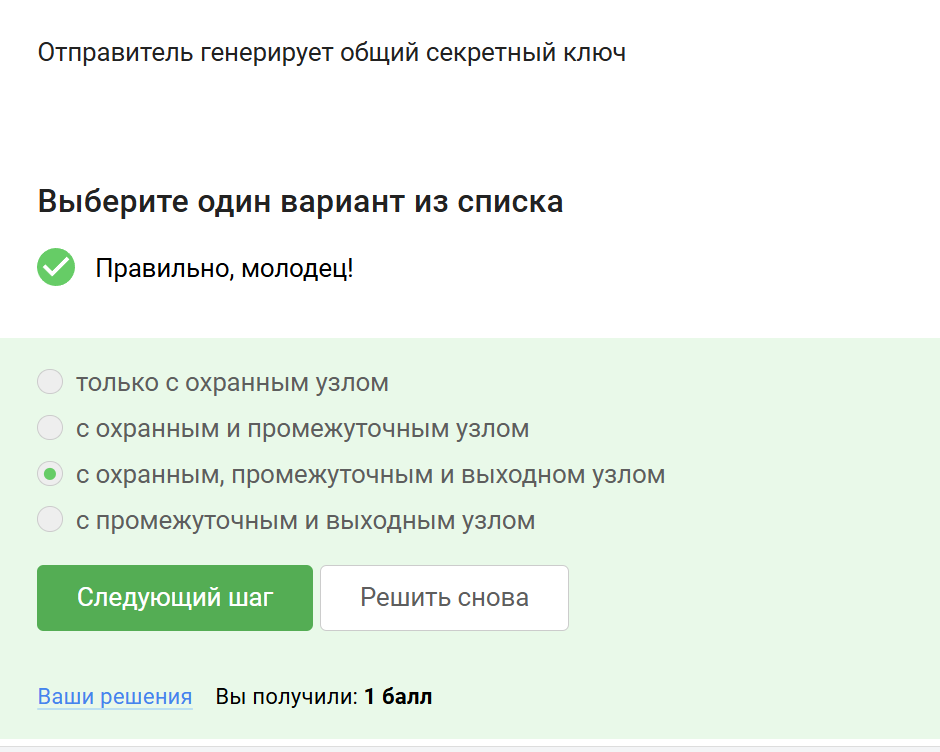 Отправитель генерирует общий секретный ключ
Выберите один вариант из списка
Правильно, молодец!
только с охранным узлом
с охранным и промежуточным узлом
с охранным, промежуточным и выходном узлом
с промежуточным и выходным узлом
Следующий шаг Решить снова
Ваши решения Вы получили: 1 балл